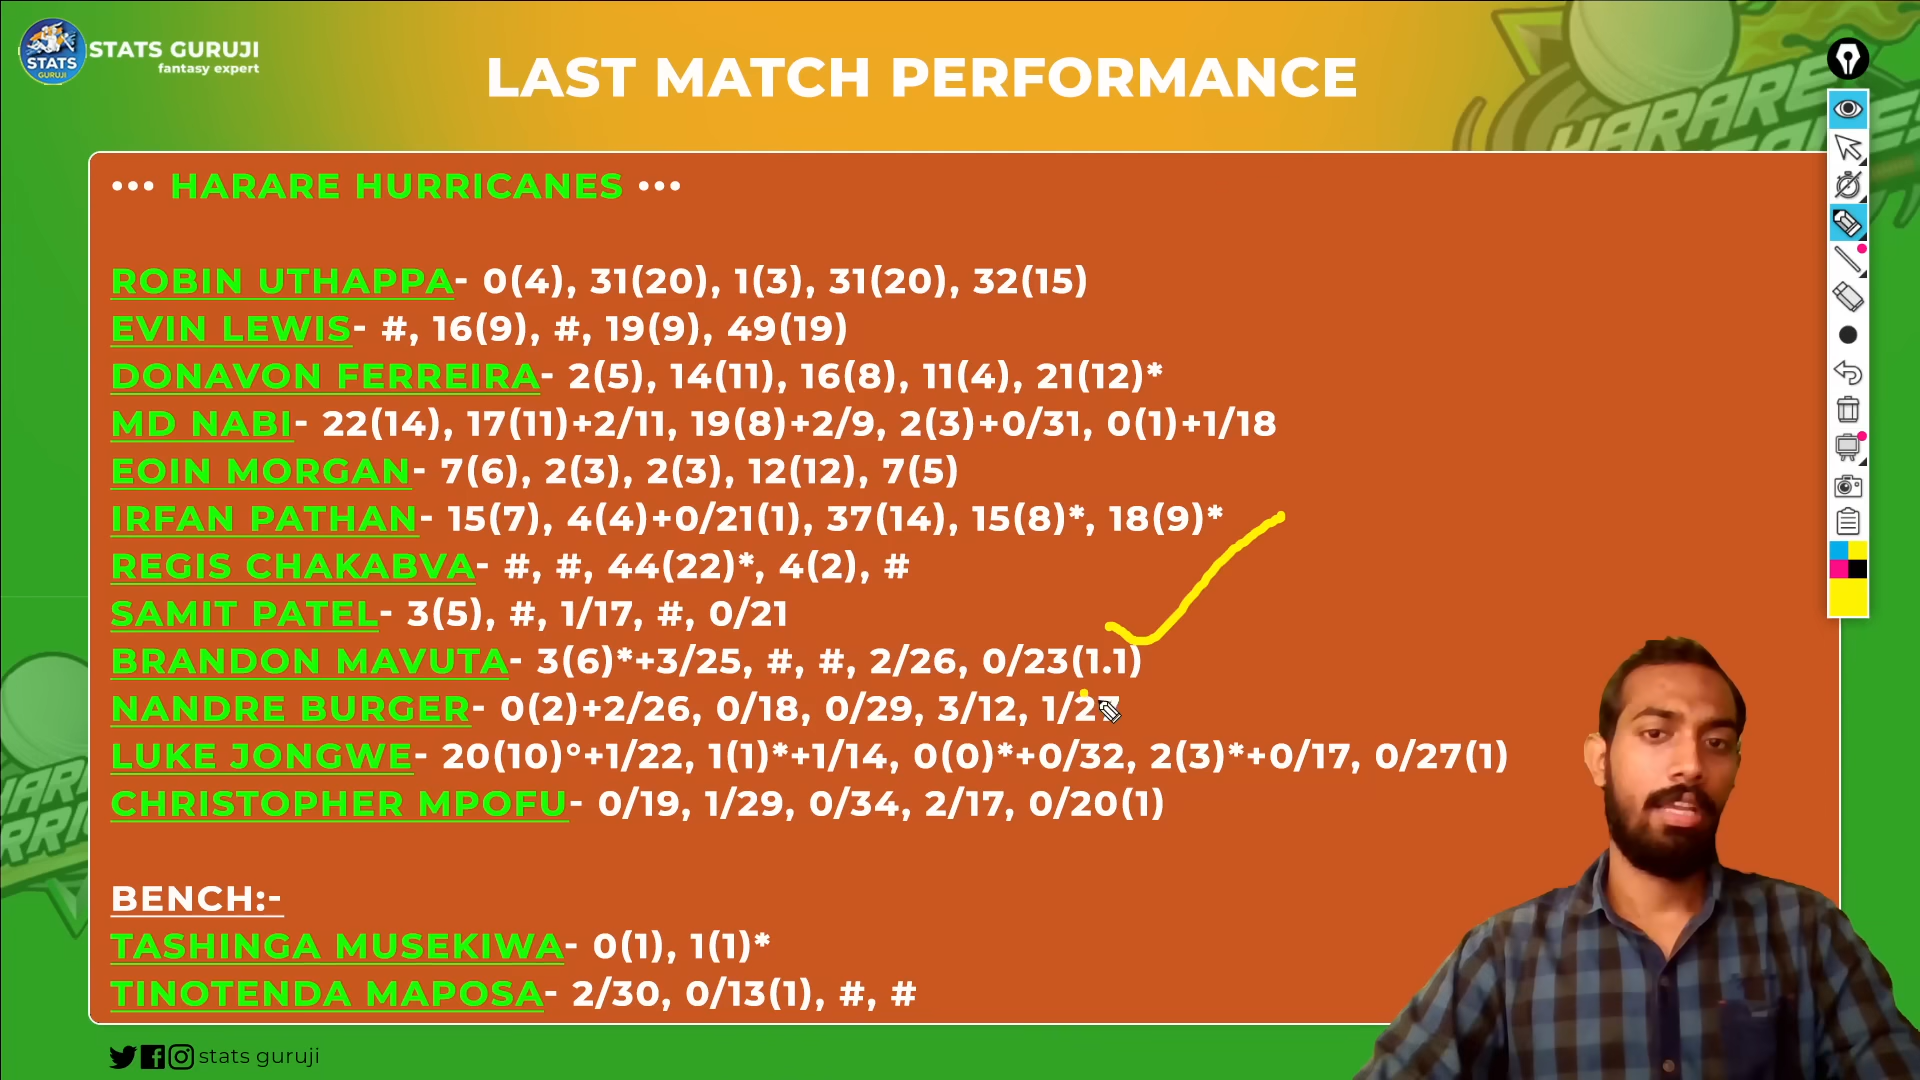 STATS GURUJI
fantasy expert
STATS
GURUJI
LAST MATCH PERFORMANCE
HARARE
••• HARARE HURRICANES •••
ROBIN UTHAPPA- 0(4), 31(20), 1(3), 31(20), 32(15)
EVIN LEWIS- #, 16(9), #, 19(9), 49(19)
DONAVON FERREIRA- 2(5), 14(11), 16(8), 11(4), 21(12)*
MD NABI- 22(14), 17(11)+2/11, 19(8)+2/9, 2(3)+0/31, 0(1)+1/18
EOIN MORGAN- 7(6), 2(3), 2(3), 12(12), 7(5)
IRFAN PATHAN- 15(7), 4(4)+0/21(1), 37(14), 15(8)*, 18(9)*
REGIS CHAKABVA- #, #, 44(22)*, 4(2), #
SAMIT PATEL- 3(5), #, 1/17, #, 0/21
BRANDON MAVUTA- 3(6)*+3/25, #, #, 2/26, 0/23(1.1)
NANDRE BURGER- 0(2)+2/26, 0/18, 0/29, 3/12,
LUKE JONGWE- 20(10)°+1/22, 1(1)*+1/14, 0(0)*+0/32, 2(3)*+0/17, 0/27(1)
CHRISTOPHER MPOFU- 0/19, 1/29, 0/34, 2/17, 0/20(1)
BENCH:-
TASHINGA MUSEKIWA- 0(1), 1(1)*
TINOTENDA MAPOSA- 2/30, 0/13(1), #, #
stats guruji